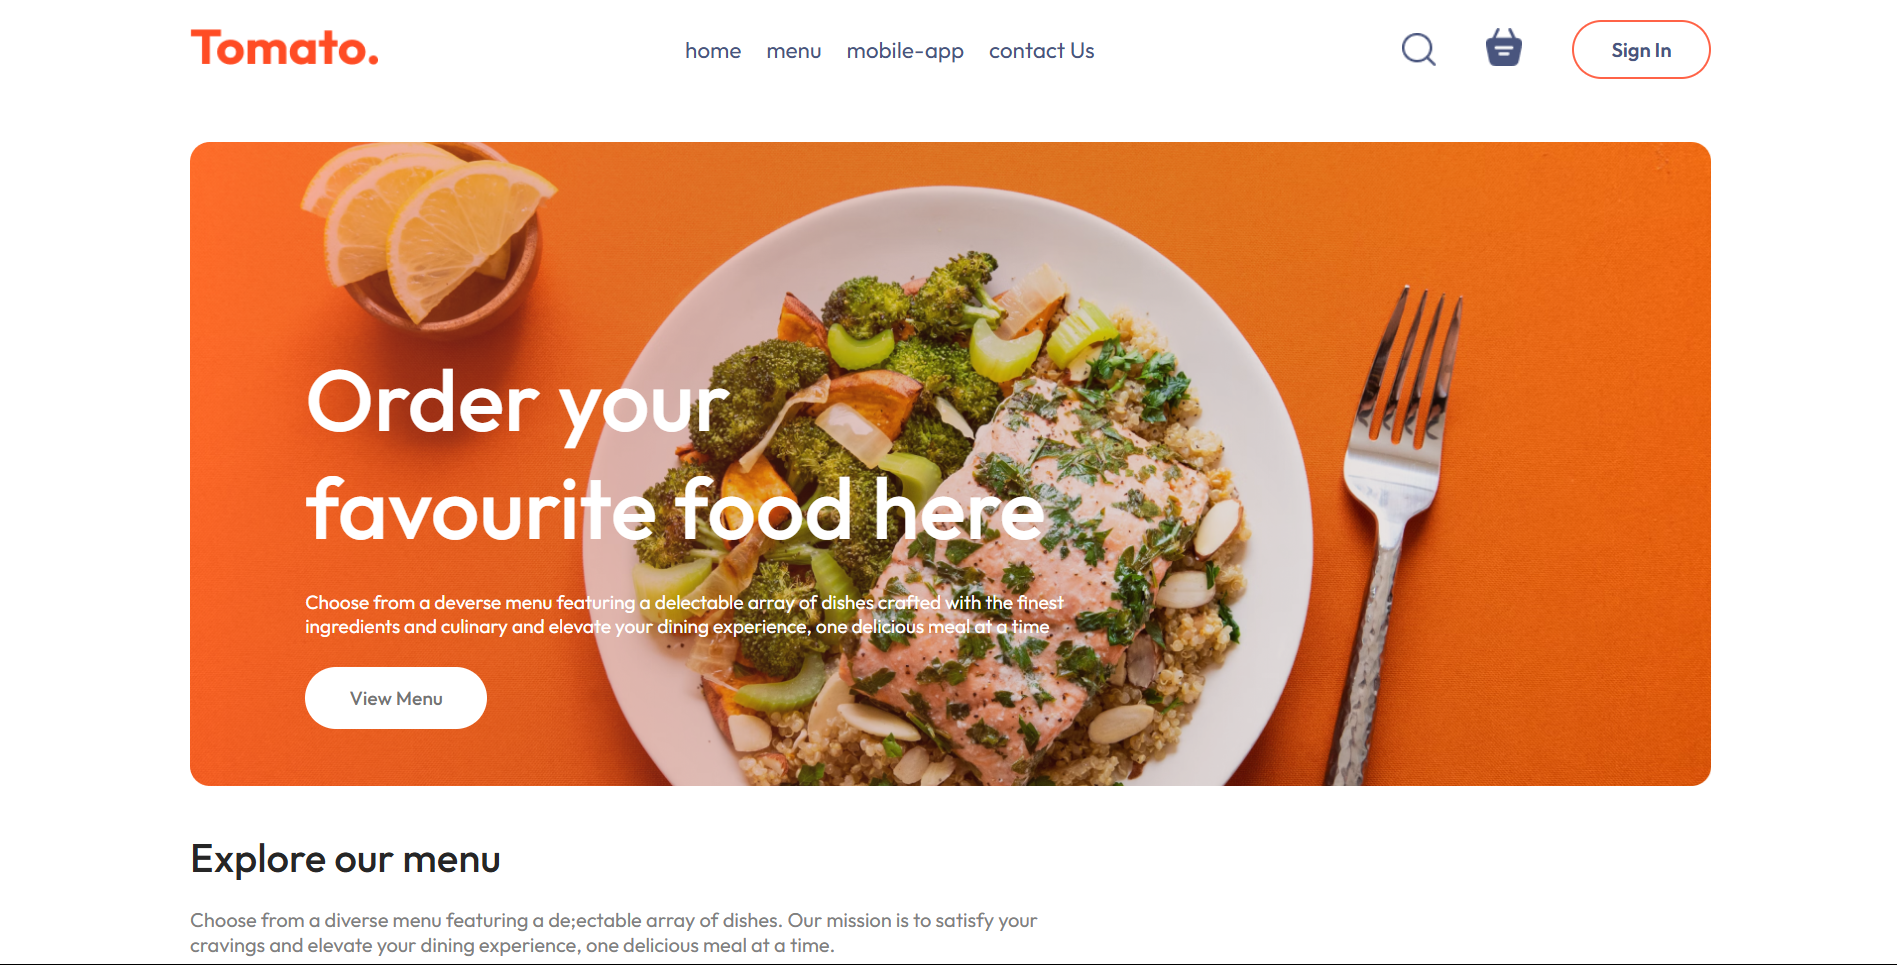 Tomato.
home menu mobile-app contact Us
Sign In
Order your
favourite food here
Choose from a deverse menu featuring a delectable array of dishes crafted with the finest
ingredients and culinary and elevate your dining experience, one delicious meal at a time
View Menu
Explore our menu
Choose from a diverse menu featuring a de;ectable array of dishes. Our mission is to satisfy your
cravings and elevate your dining experience, one delicious meal at a time.